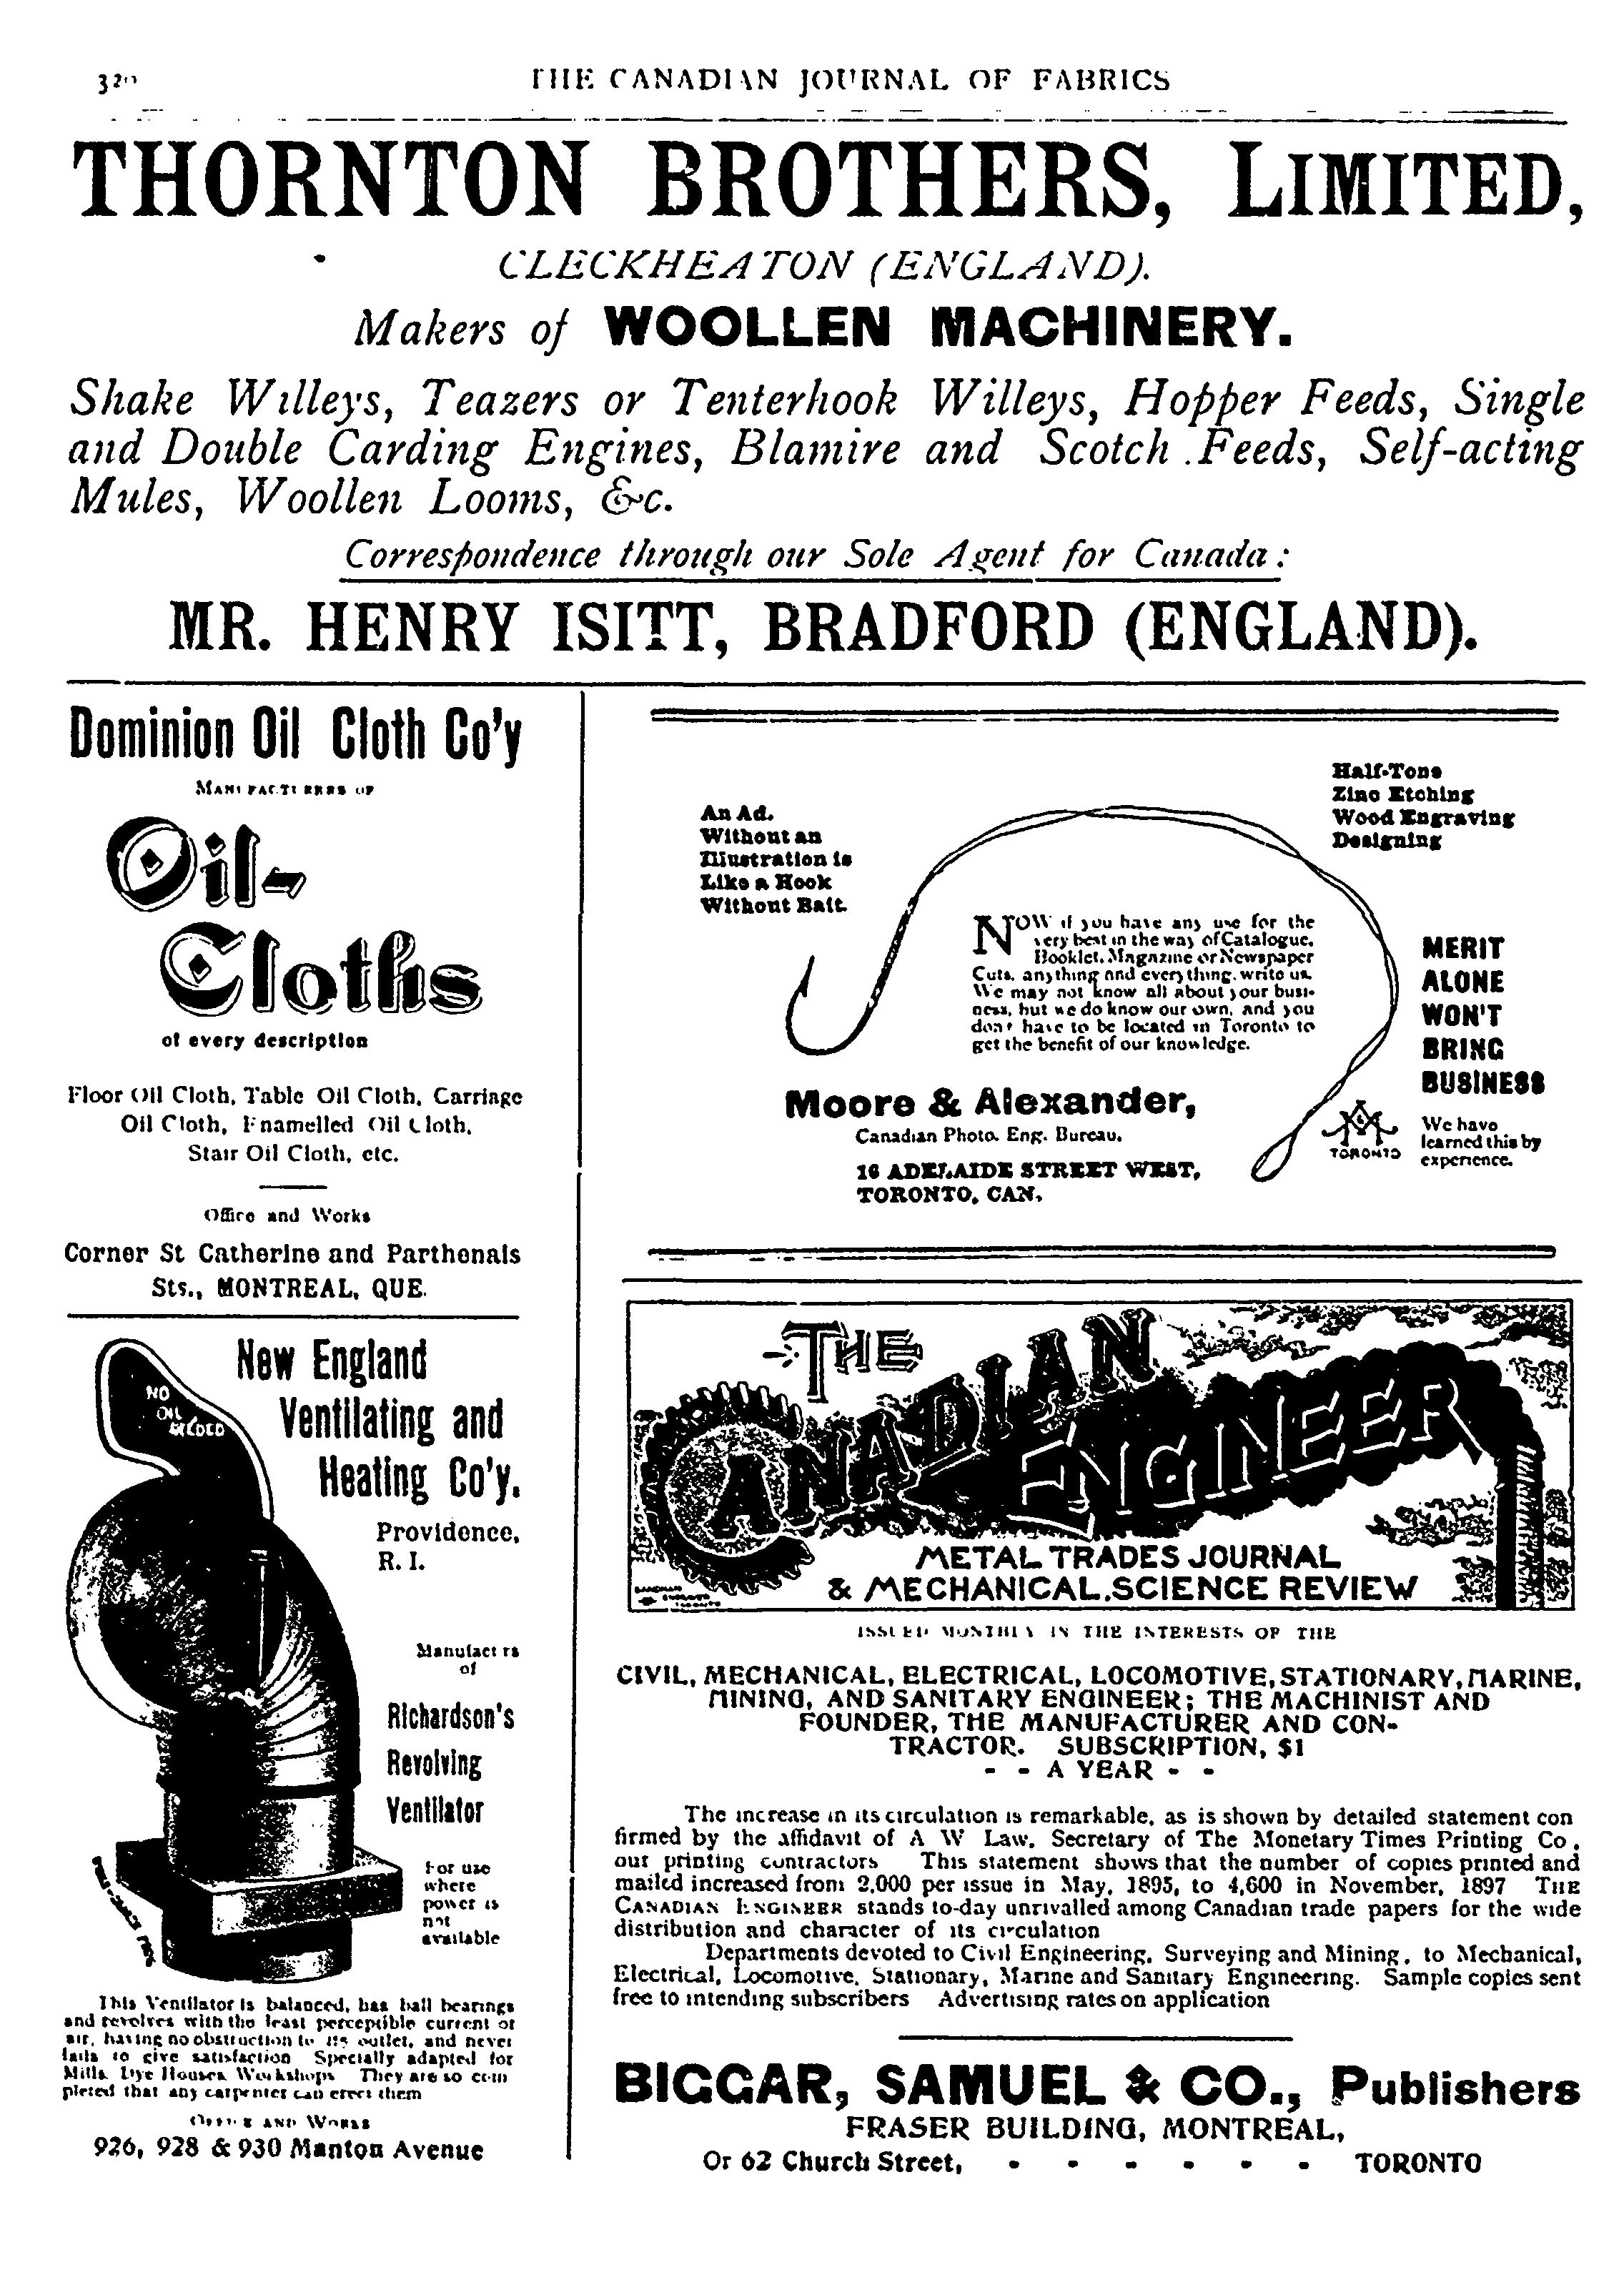 THE CANADIAN JOURNAL OF FABRICS
THORNTON BROTHERS, LIMITED,
CLECKHEATON (ENGLAND).
Makers of WOOLLEN MACHINERY.
Shake Willeys, Teazers or Tenterhook Willeys, Hopper Feeds, Single
and Double Carding Engines, Blamire and Scotch Feeds, Self-acting
Mules, Woollen Looms, &c.
Correspondence through our Sole Agent for Canada:
MR. HENRY ISITT, BRADFORD (ENGLAND).
Dominion Oil Cloth Co'y
MANUFACTURERS OF
Oil-
Cloths
of every description
Floor Oil Cloth, Table Oil Cloth, Carriage
Oil Cloth, Enamelled Oil Cloth,
Stair Oil Cloth, etc.
Office and Works
Corner St Catherine and Parthenais
Sts., MONTREAL, QUE.
NO
OIL
NEEDED
New England
Ventilating and
Heating Co'y.
Providence,
R. I.
Manufact rs
of
Richardson's
Revolving
Ventilator
For use
where
power is
not
available
This Ventilator is balanced, has ball bearings
and revolves with the least perceptible current of
air, having no obstruction to its outlet, and never
fails to give satisfaction Specially adapted for
Mills, Dye Houses, Workshops They are so com
pleted that any carpenter can erect them
OFFICE AND WORKS
926, 928 & 930 Manton Avenue
An Ad.
Without an
Illustration is
Like a Hook
Without Bait.
Half-Tone
Zinc Etching
Wood Engraving
Designing
NOW if you have any use for the
very best in the way of Catalogue,
Booklet, Magazine or Newspaper
Cuts, anything and everything, write us.
We may not know all about your busi-
ness, but we do know our own, and you
don't have to be located in Toronto to
get the benefit of our knowledge.
MERIT
ALONE
WON'T
BRING
BUSINESS
We have
learned this by
experience.
Moore & Alexander,
Canadian Photo. Eng. Bureau.
16 ADELAIDE STREET WEST,
TORONTO, CAN.
TORONTO
THE
CANADIAN
ENGINEER
METAL TRADES JOURNAL
& MECHANICAL.SCIENCE REVIEW
ISSUED MONTHLY IN THE INTERESTS OF THE
CIVIL, MECHANICAL, ELECTRICAL, LOCOMOTIVE, STATIONARY, MARINE,
MINING, AND SANITARY ENGINEER; THE MACHINIST AND
FOUNDER, THE MANUFACTURER AND CON-
TRACTOR. SUBSCRIPTION, $1
- - A YEAR - -
The increase in its circulation is remarkable, as is shown by detailed statement con
firmed by the affidavit of A W Law, Secretary of The Monetary Times Printing Co,
our printing contractors This statement shows that the number of copies printed and
mailed increased from 2,000 per issue in May, 1895, to 4,600 in November, 1897 THE
CANADIAN ENGINEER stands to-day unrivalled among Canadian trade papers for the wide
distribution and character of its circulation
Departments devoted to Civil Engineering, Surveying and Mining, to Mechanical,
Electrical, Locomotive, Stationary, Marine and Sanitary Engineering. Sample copies sent
free to intending subscribers Advertising rates on application
BIGGAR, SAMUEL & CO., Publishers
FRASER BUILDING, MONTREAL,
Or 62 Church Street, - - - - - - TORONTO